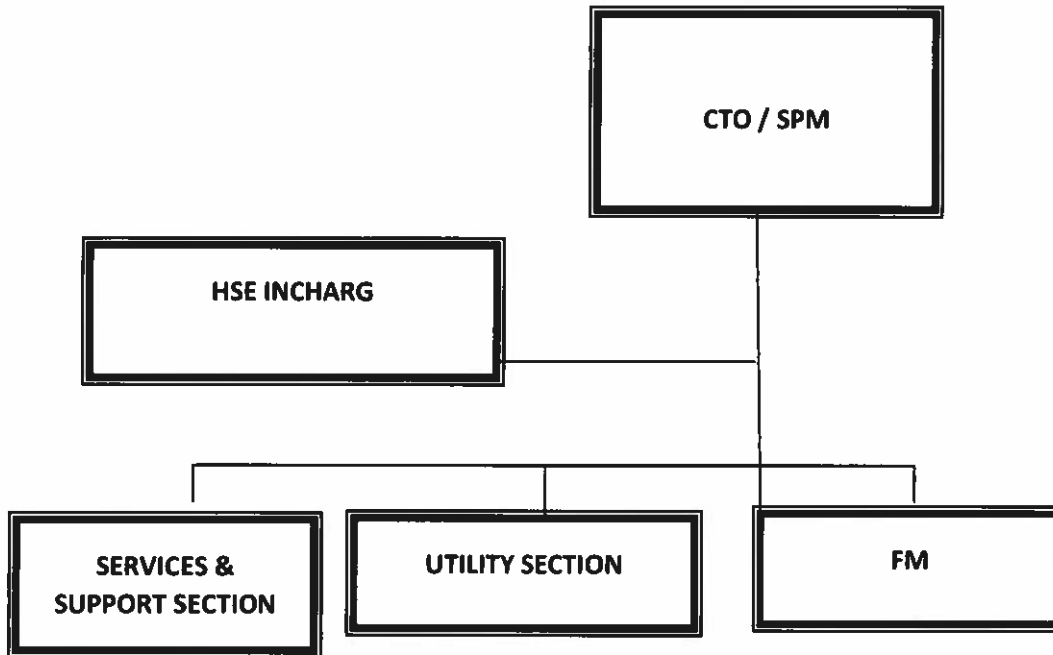 CTO / SPM
HSE INCHARG
SERVICES &
SUPPORT SECTION
UTILITY SECTION
FM